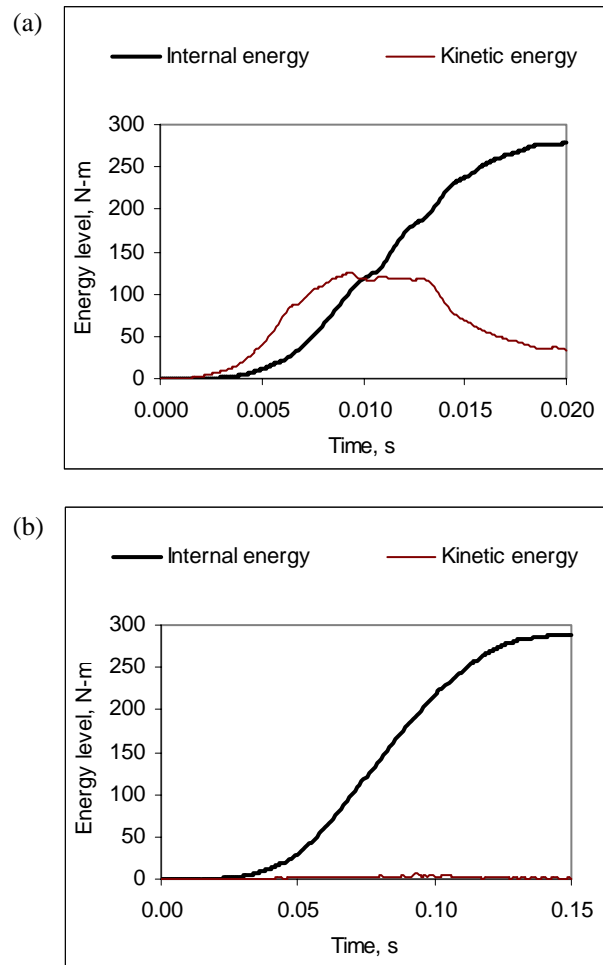 (a)
Internal energy Kinetic energy
Energy level, N-m
300
250
200
150
100
50
0
0.000 0.005 0.010 0.015 0.020
Time, s
(b)
Internal energy Kinetic energy
Energy level, N-m
300
250
200
150
100
50
0
0.00 0.05 0.10 0.15
Time, s